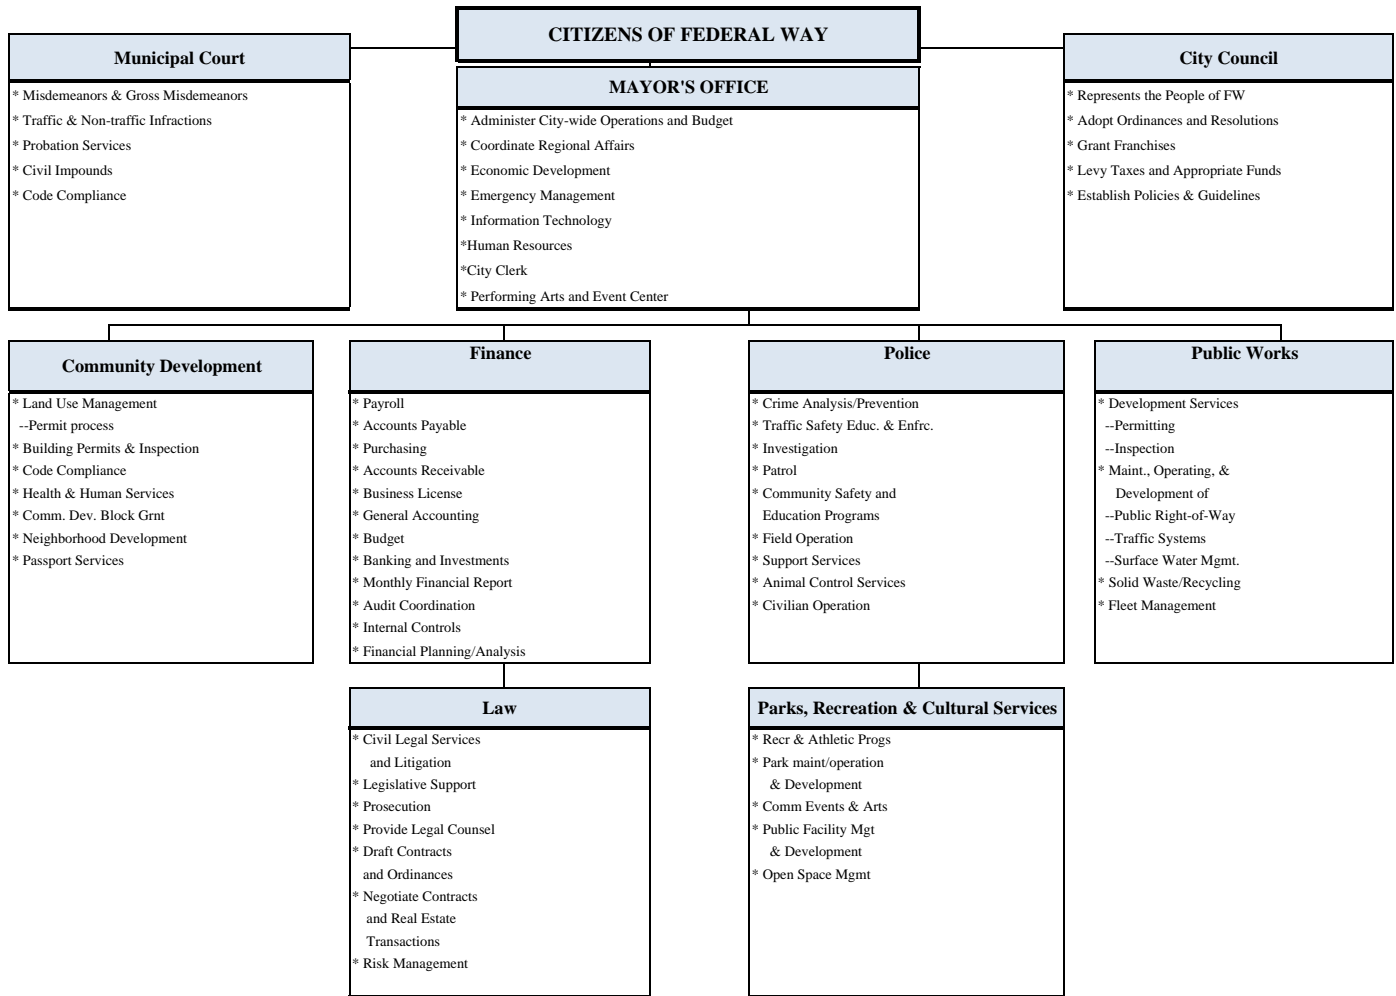 CITIZENS OF FEDERAL WAY
Municipal Court
* Misdemeanors & Gross Misdemeanors
* Traffic & Non-traffic Infractions
* Probation Services
* Civil Impounds
* Code Compliance
MAYOR'S OFFICE
* Administer City-wide Operations and Budget
* Coordinate Regional Affairs
* Economic Development
* Emergency Management
* Information Technology
*Human Resources
*City Clerk
* Performing Arts and Event Center
City Council
* Represents the People of FW
* Adopt Ordinances and Resolutions
* Grant Franchises
* Levy Taxes and Appropriate Funds
* Establish Policies & Guidelines
Community Development
* Land Use Management
--Permit process
* Building Permits & Inspection
* Code Compliance
* Health & Human Services
* Comm. Dev. Block Grnt
* Neighborhood Development
* Passport Services
Finance
* Payroll
* Accounts Payable
* Purchasing
* Accounts Receivable
* Business License
* General Accounting
* Budget
* Banking and Investments
* Monthly Financial Report
* Audit Coordination
* Internal Controls
* Financial Planning/Analysis
Police
* Crime Analysis/Prevention
* Traffic Safety Educ. & Enfrc.
* Investigation
* Patrol
* Community Safety and
Education Programs
* Field Operation
* Support Services
* Animal Control Services
* Civilian Operation
Public Works
* Development Services
--Permitting
--Inspection
* Maint., Operating, &
Development of
--Public Right-of-Way
--Traffic Systems
--Surface Water Mgmt.
* Solid Waste/Recycling
* Fleet Management
Law
* Civil Legal Services
and Litigation
* Legislative Support
* Prosecution
* Provide Legal Counsel
* Draft Contracts
and Ordinances
* Negotiate Contracts
and Real Estate
Transactions
* Risk Management
Parks, Recreation & Cultural Services
* Recr & Athletic Progs
* Park maint/operation
& Development
* Comm Events & Arts
* Public Facility Mgt
& Development
* Open Space Mgmt